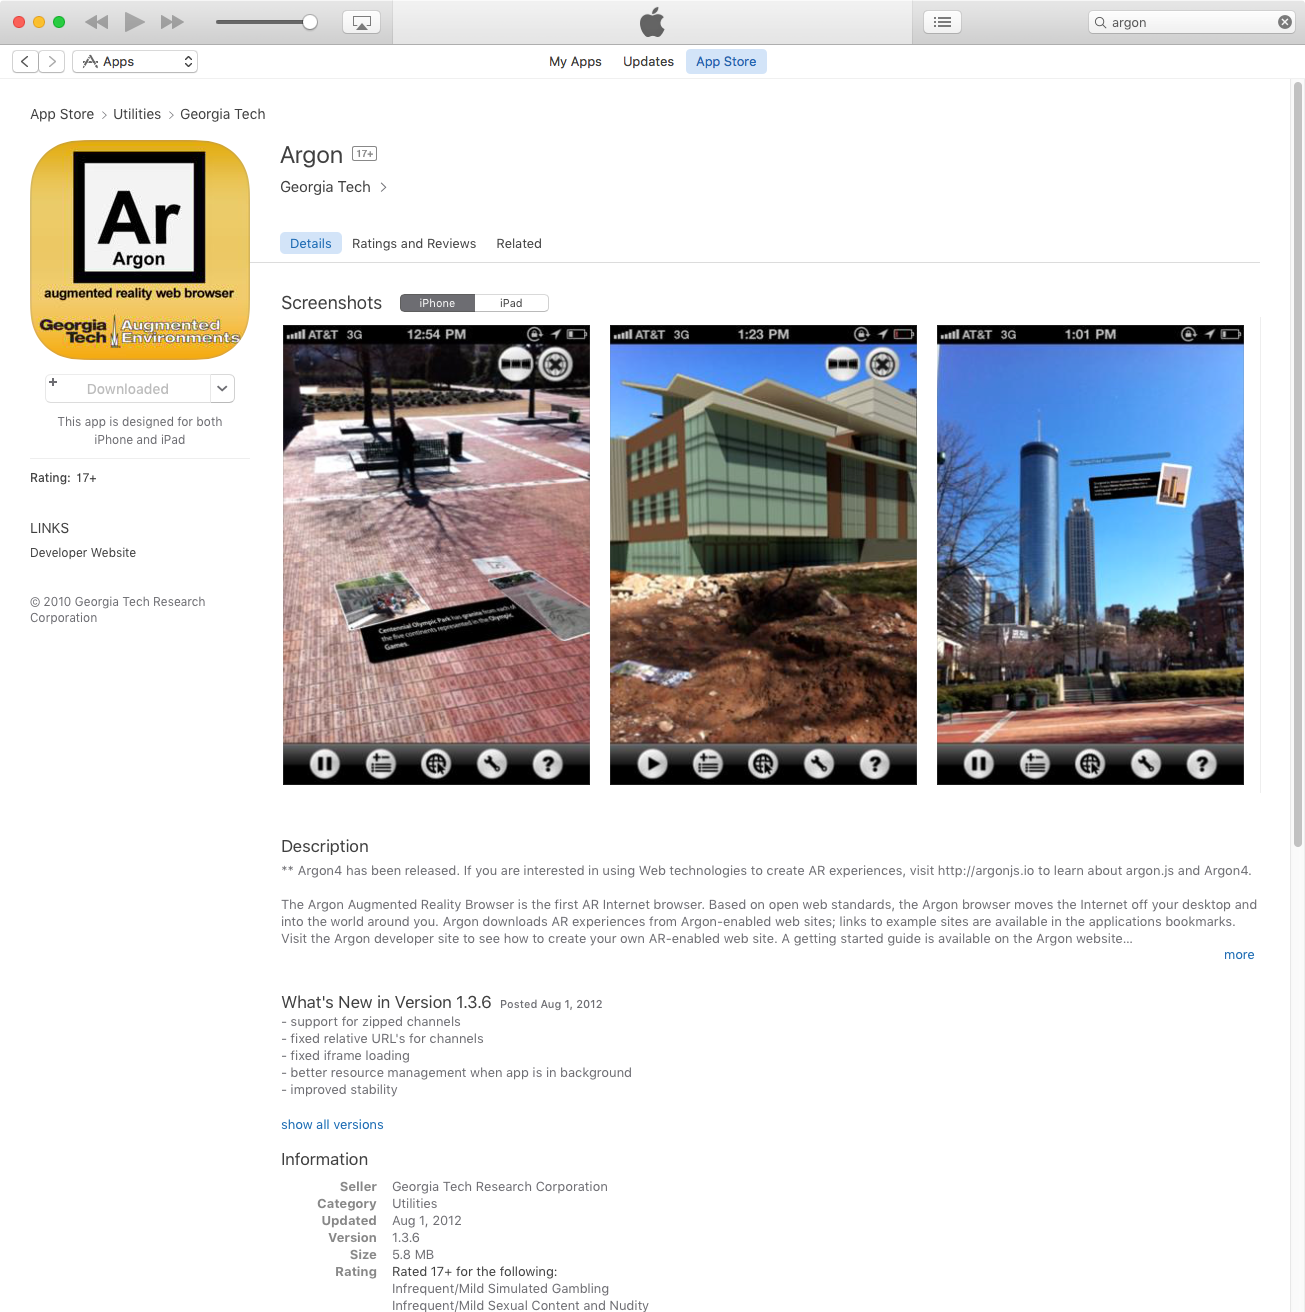 argon
Apps
My Apps
Updates
App Store
App Store
Utilities
Georgia Tech
Ar
Argon
augmented reality web browser
Georgia Tech
Augmented Environments
Downloaded
This app is designed for both
iPhone and iPad
Rating: 17+
LINKS
Developer Website
© 2010 Georgia Tech Research
Corporation
Argon 17+
Georgia Tech
Details
Ratings and Reviews
Related
Screenshots
iPhone
iPad
AT&T 3G 12:54 PM
Centennial Olympic Park has granite from each of
the five continents represented in the Olympic
Games.
AT&T 3G 1:23 PM
AT&T 3G 1:01 PM
Description
** Argon4 has been released. If you are interested in using Web technologies to create AR experiences, visit http://argonjs.io to learn about argon.js and Argon4.
The Argon Augmented Reality Browser is the first AR Internet browser. Based on open web standards, the Argon browser moves the Internet off your desktop and
into the world around you. Argon downloads AR experiences from Argon-enabled web sites; links to example sites are available in the applications bookmarks.
Visit the Argon developer site to see how to create your own AR-enabled web site. A getting started guide is available on the Argon website...
more
What's New in Version 1.3.6 Posted Aug 1, 2012
- support for zipped channels
- fixed relative URL's for channels
- fixed iframe loading
- better resource management when app is in background
- improved stability
show all versions
Information
Seller Georgia Tech Research Corporation
Category Utilities
Updated Aug 1, 2012
Version 1.3.6
Size 5.8 MB
Rating Rated 17+ for the following:
Infrequent/Mild Simulated Gambling
Infrequent/Mild Sexual Content and Nudity